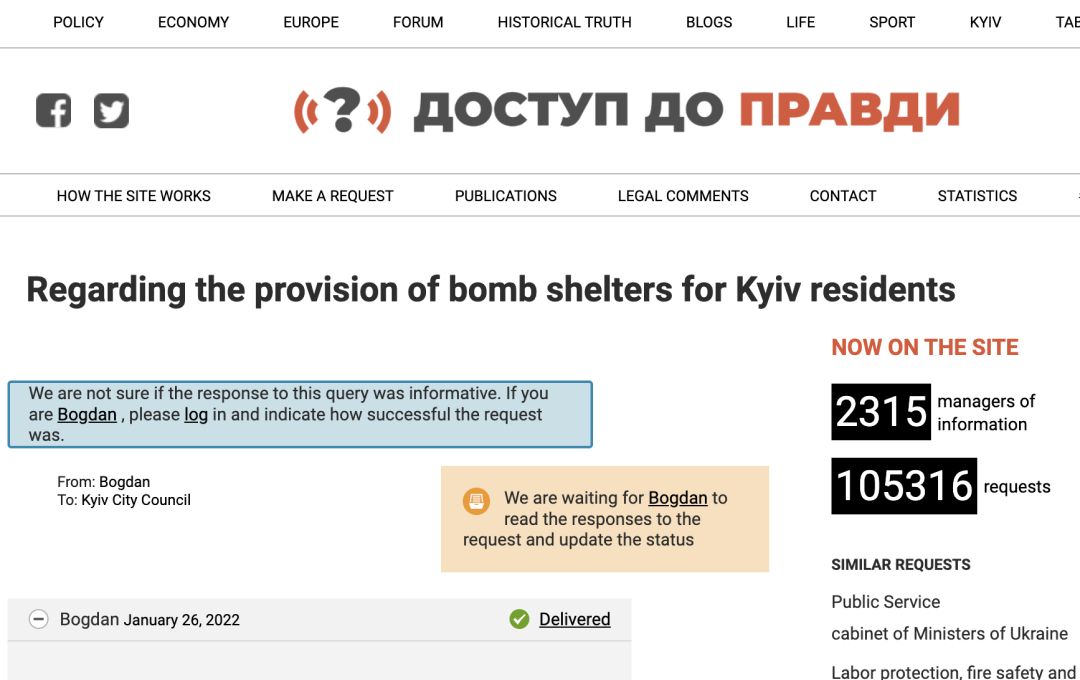 POLICY ECONOMY EUROPE FORUM HISTORICAL TRUTH BLOGS LIFE SPORT KYIV
ДОСТУП ДО ПРАВДИ
HOW THE SITE WORKS MAKE A REQUEST PUBLICATIONS LEGAL COMMENTS CONTACT STATISTICS
Regarding the provision of bomb shelters for Kyiv residents
We are not sure if the response to this query was informative. If you
are Bogdan , please log in and indicate how successful the request
was.
From: Bogdan
To: Kyiv City Council
We are waiting for Bogdan to
read the responses to the
request and update the status
Bogdan January 26, 2022 Delivered
NOW ON THE SITE
2315 managers of
information
105316 requests
SIMILAR REQUESTS
Public Service
cabinet of Ministers of Ukraine
Labor protection, fire safety and